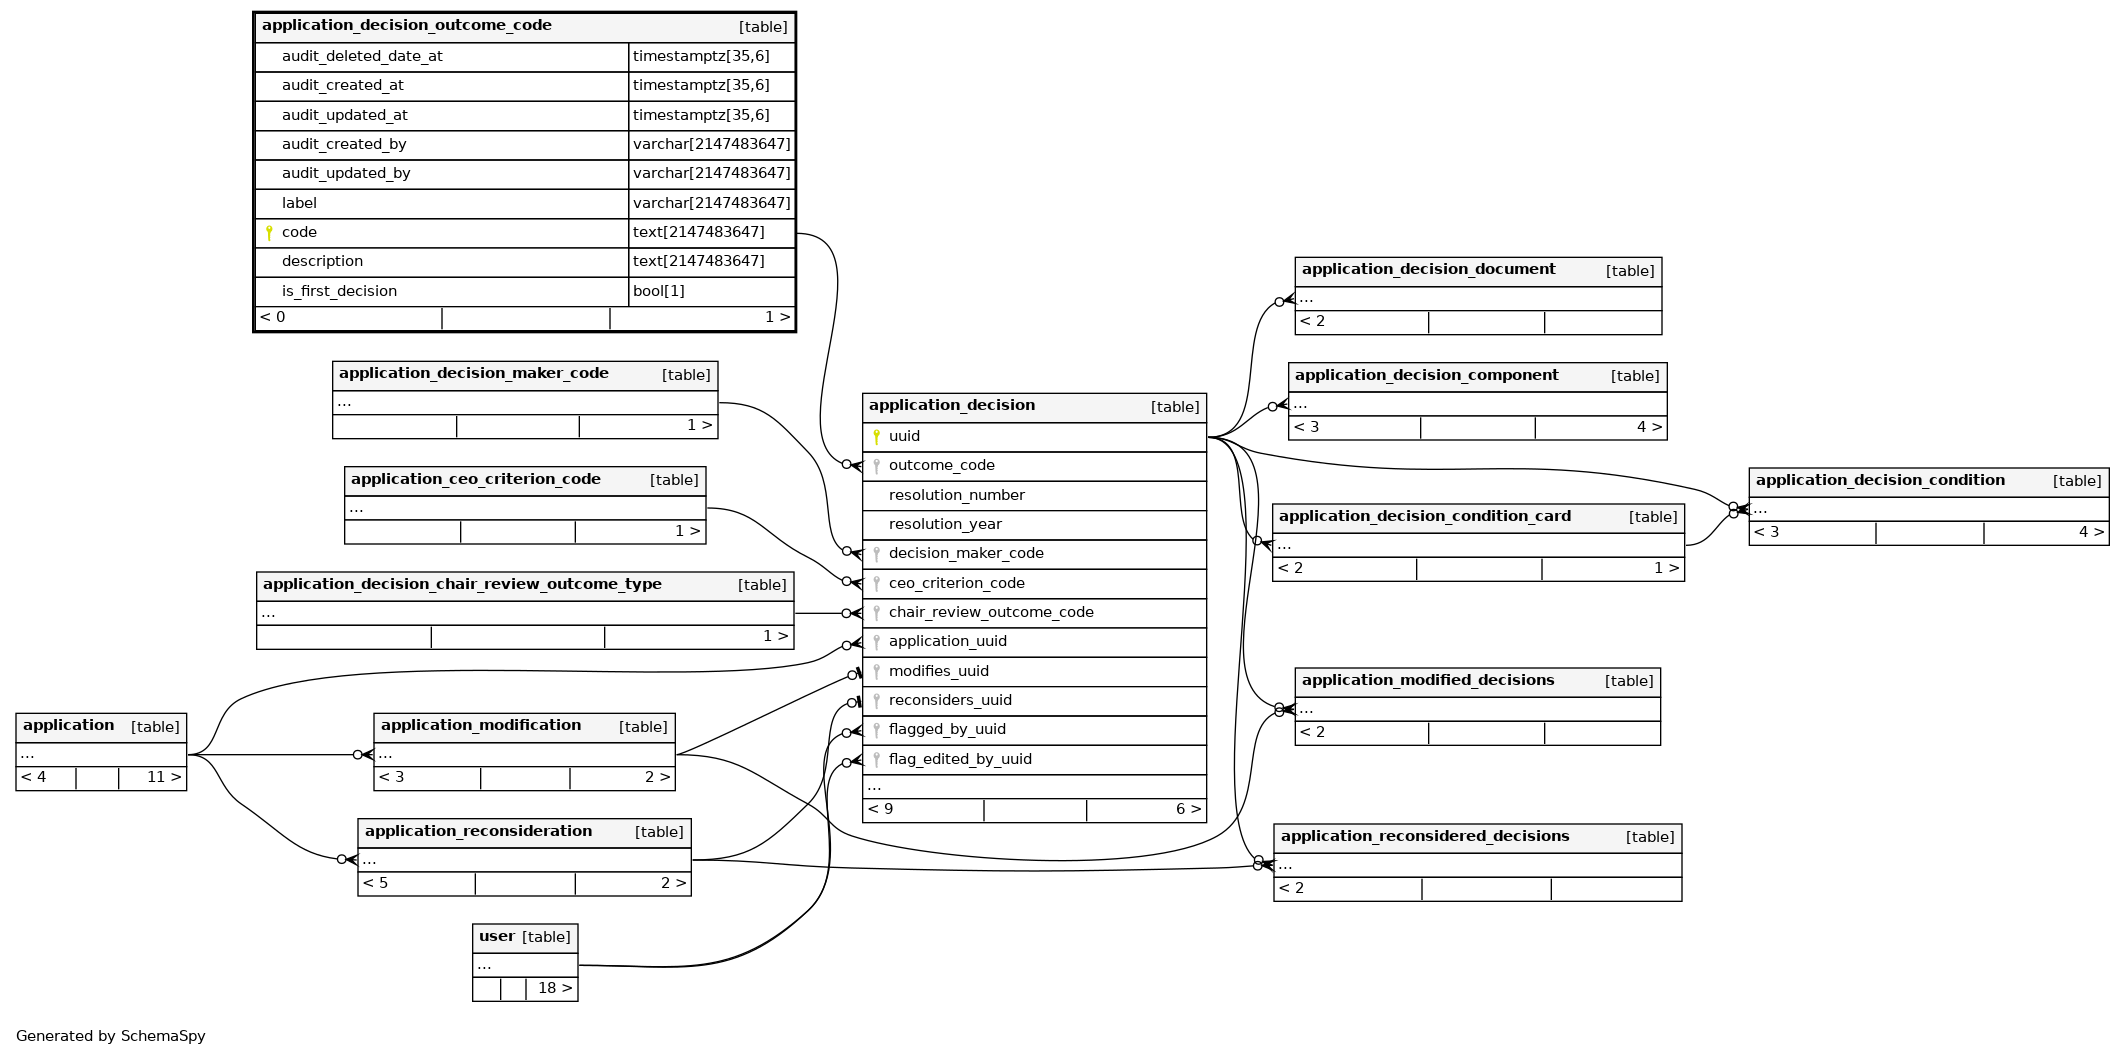 application_decision_outcome_code [table]
audit_deleted_date_at timestamptz[35,6]
audit_created_at timestamptz[35,6]
audit_updated_at timestamptz[35,6]
audit_created_by varchar[2147483647]
audit_updated_by varchar[2147483647]
label varchar[2147483647]
code text[2147483647]
description text[2147483647]
is_first_decision bool[1]
< 0 1 >
application_decision_maker_code [table]
...
1 >
application_ceo_criterion_code [table]
...
1 >
application_decision_chair_review_outcome_type [table]
...
1 >
application [table]
...
< 4 11 >
application_modification [table]
...
< 3 2 >
application_reconsideration [table]
...
< 5 2 >
user [table]
...
18 >
application_decision [table]
uuid
outcome_code
resolution_number
resolution_year
decision_maker_code
ceo_criterion_code
chair_review_outcome_code
application_uuid
modifies_uuid
reconsiders_uuid
flagged_by_uuid
flag_edited_by_uuid
...
< 9 6 >
application_decision_document [table]
...
< 2
application_decision_component [table]
...
< 3 4 >
application_decision_condition_card [table]
...
< 2 1 >
application_decision_condition [table]
...
< 3 4 >
application_modified_decisions [table]
...
< 2
application_reconsidered_decisions [table]
...
< 2
Generated by SchemaSpy